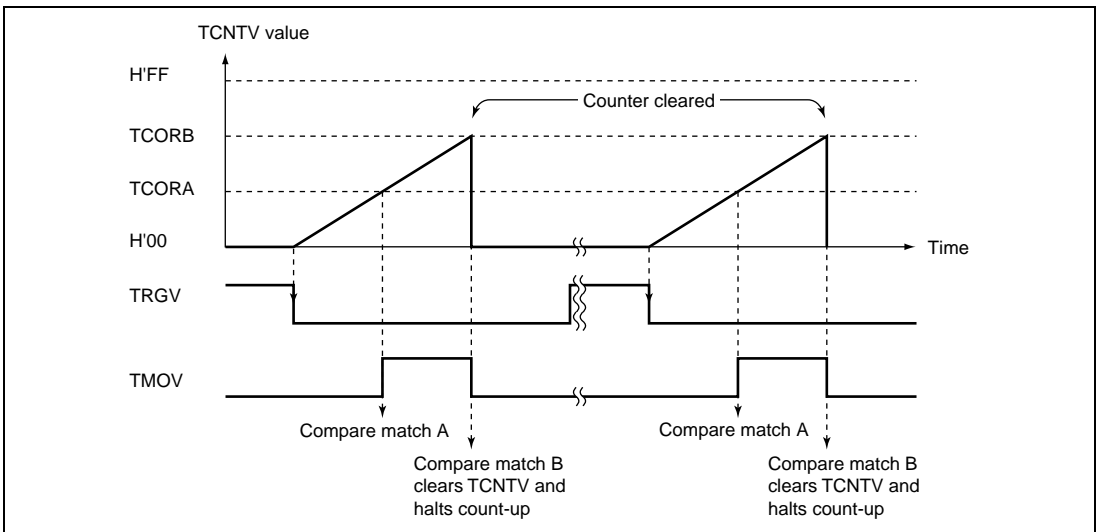 TCNTV value
H'FF
Counter cleared
TCORB
TCORA
H'00
Time
TRGV
TMOV
Compare match A
Compare match A
Compare match B
clears TCNTV and
halts count-up
Compare match B
clears TCNTV and
halts count-up